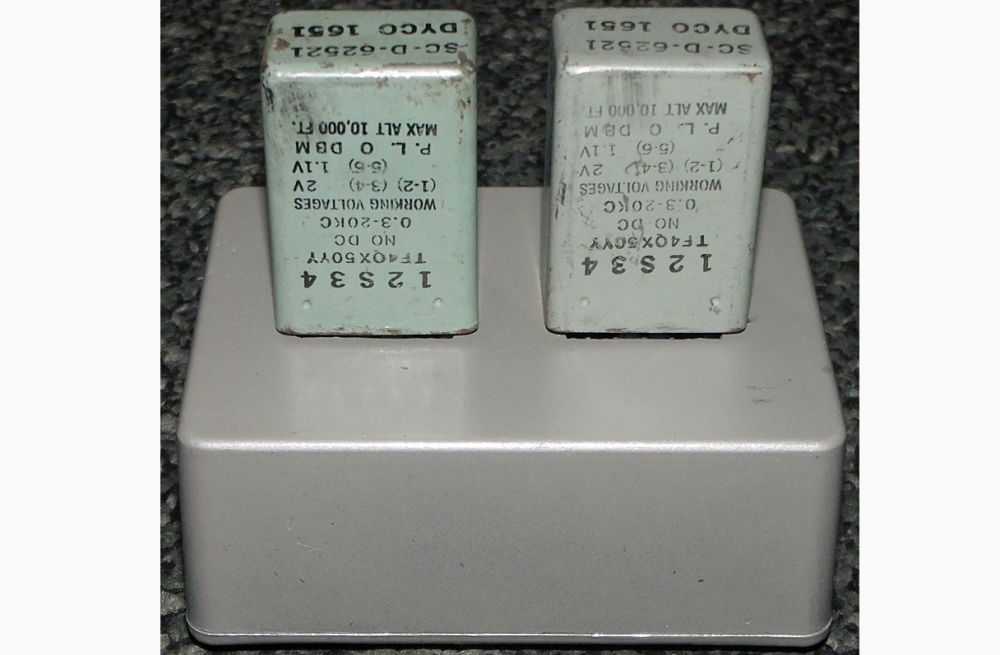 1 2 S 3 4
TF4QX50YY
NO DC
0.3-20KC
WORKING VOLTAGES
(1-2) (3-4) 2V
(5-6) 1.1V
P. L. O DBM
MAX ALT 10,000 FT.
SC-D-62521
DYCO 1651
1 2 S 3 4
TF4QX50YY
NO DC
0.3-20KC
WORKING VOLTAGES
(1-2) (3-4) 2V
(5-6) 1.1V
P. L. O DBM
MAX ALT 10,000 FT.
SC-D-62521
DYCO 1651